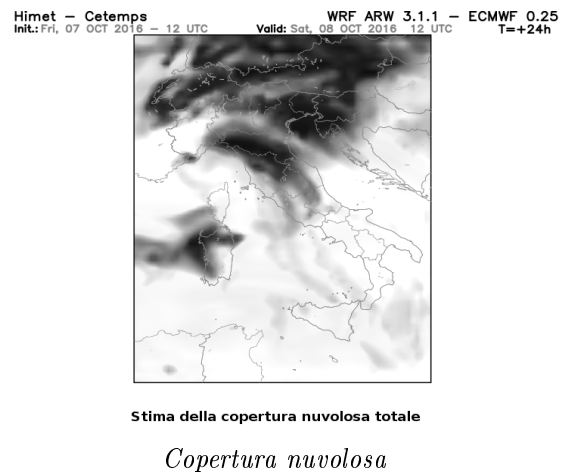 Himet – Cetemps WRF ARW 3.1.1 – ECMWF 0.25
Init.: Fri, 07 OCT 2016 – 12 UTC Valid: Sat, 08 OCT 2016 12 UTC T=+24h
Stima della copertura nuvolosa totale
Copertura nuvolosa